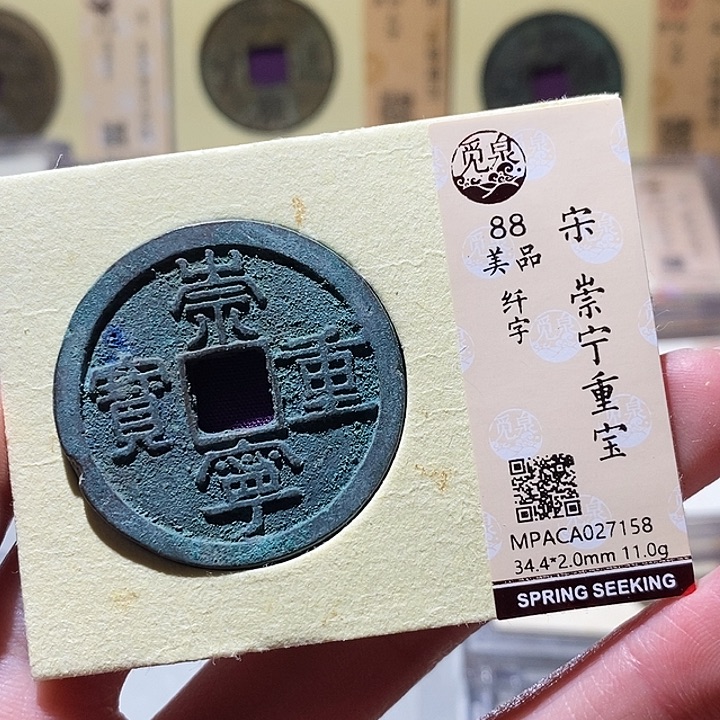 崇
重
寧
寳
觅泉
88
美品
纤字
宋
崇宁重宝
MPACA027158
34.4*2.0mm 11.0g
SPRING SEEKING